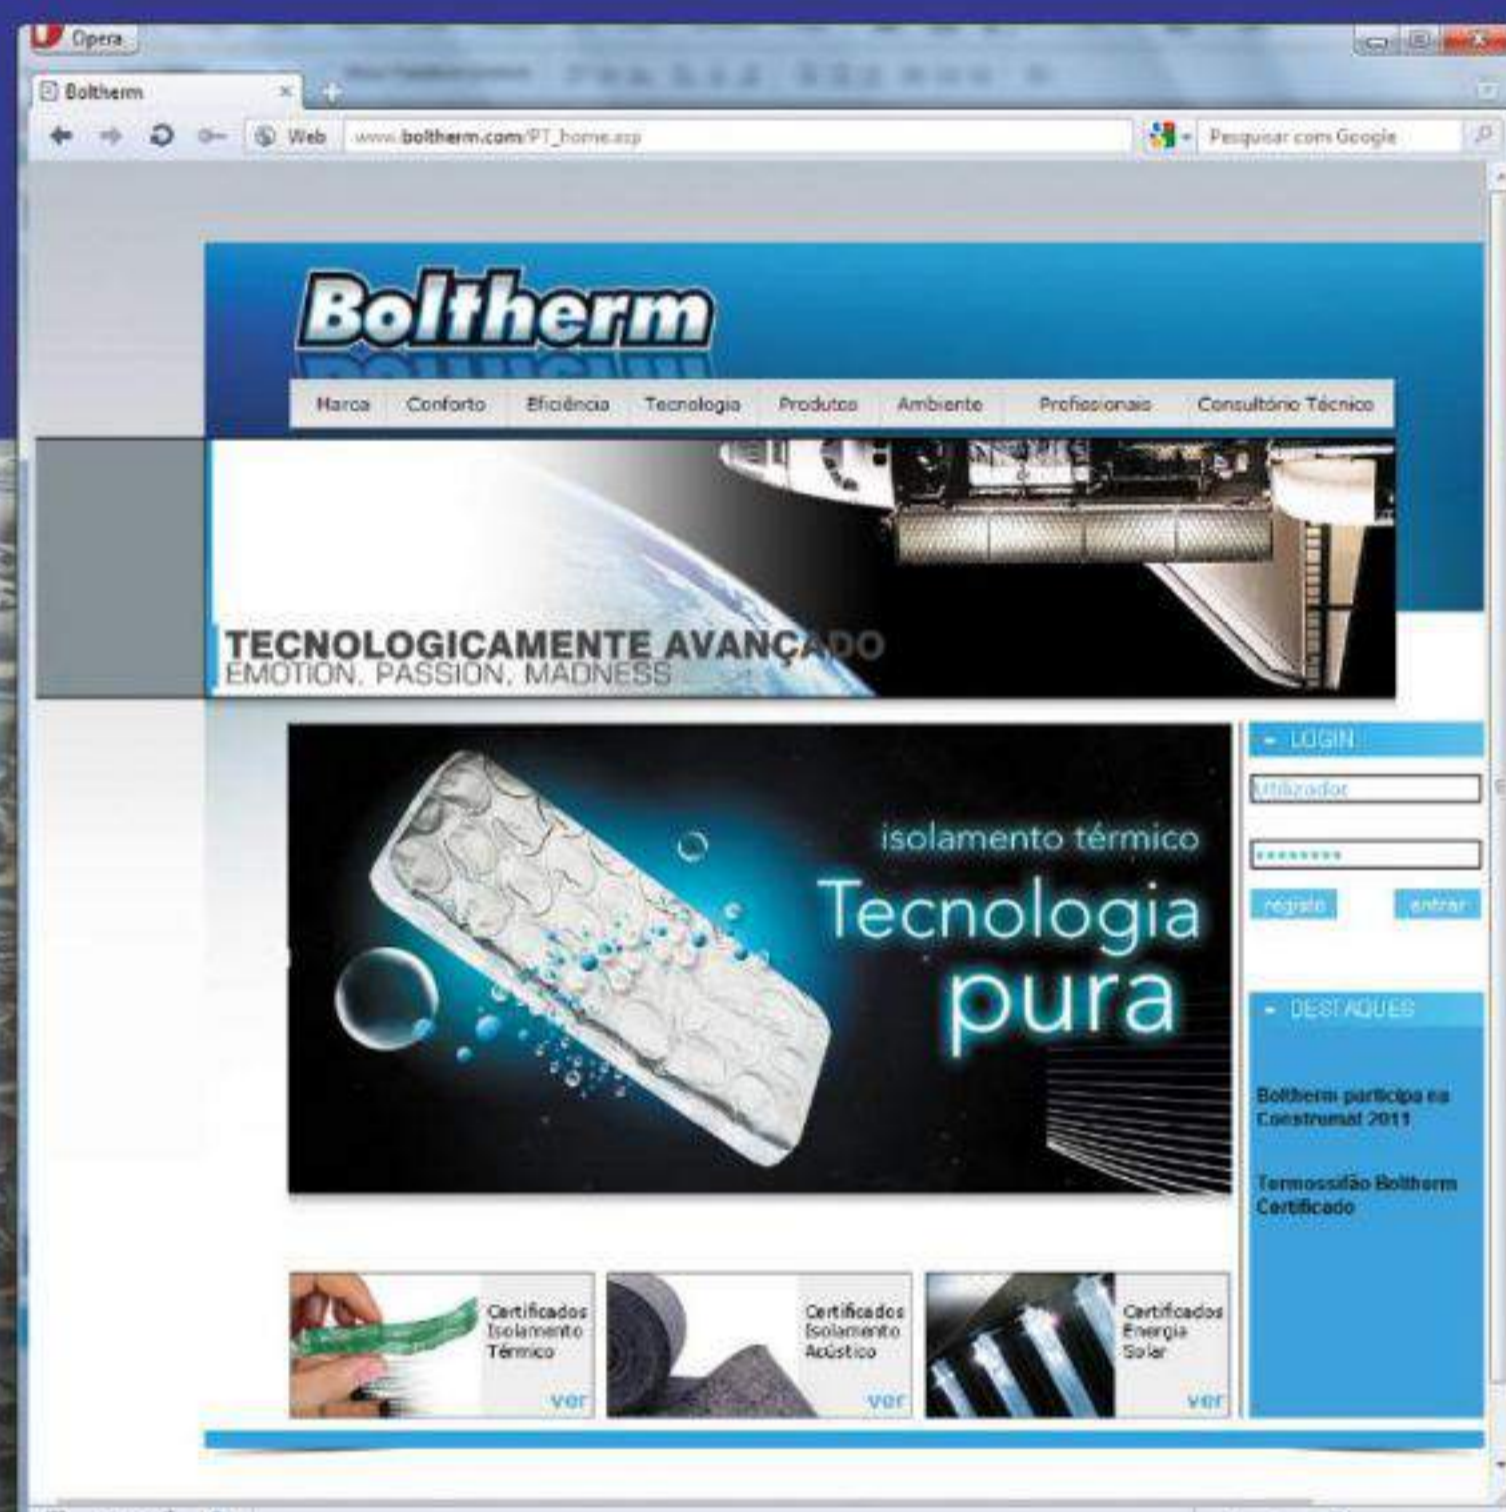 Opera
Boltherm
Web
www.boltherm.com/PT_home.asp
Pesquisar com Google
Boltherm
Marca
Conforto
Eficiência
Tecnologia
Produtos
Ambiente
Profissionais
Consultório Técnico
TECNOLOGICAMENTE AVANÇADO
EMOTION. PASSION. MADNESS
isolamento térmico
Tecnologia
pura
LOGIN
Utilizador
registo
entrar
DESTAQUES
Boltherm participa na
Construmat 2011
Termossifão Boltherm
Certificado
Certificados
Isolamento
Térmico
ver
Certificados
Isolamento
Acústico
ver
Certificados
Energia
Solar
ver